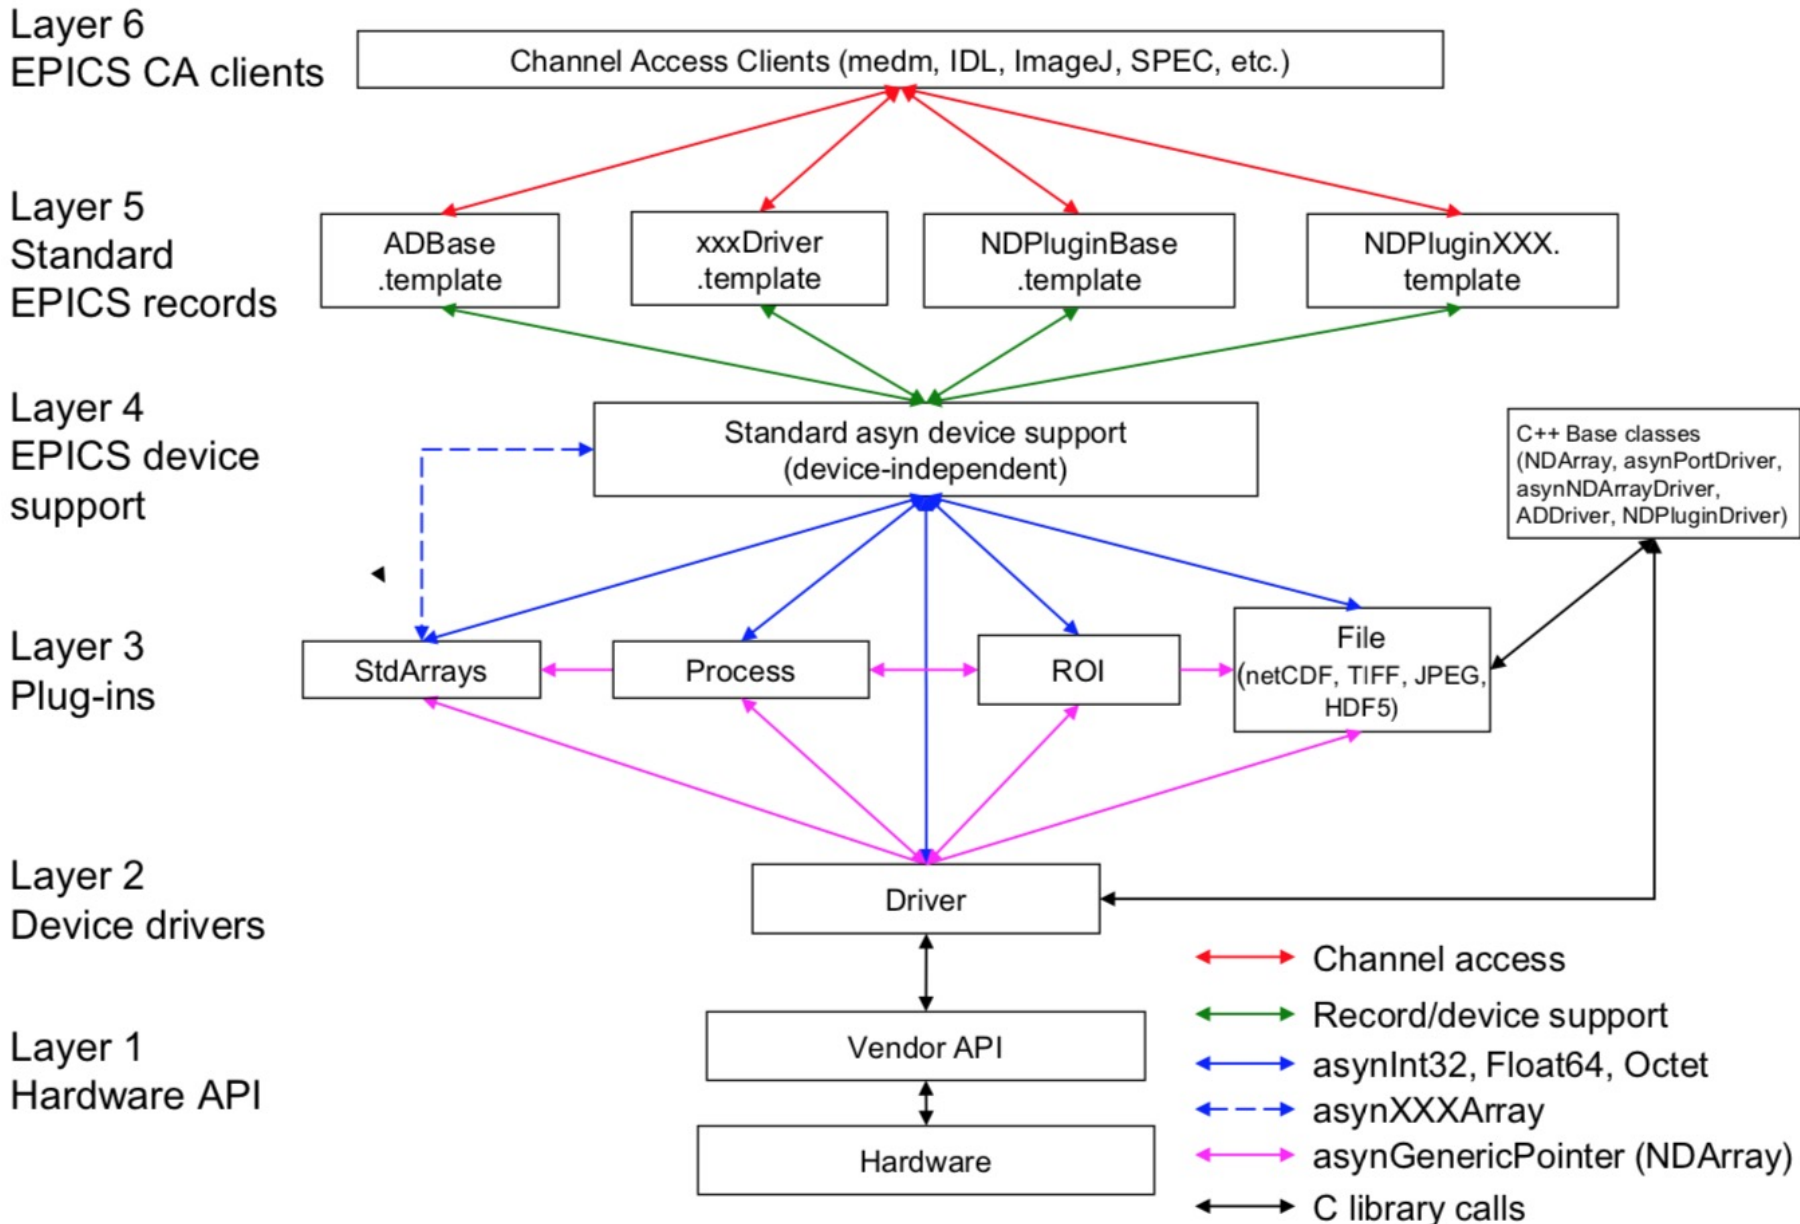 Layer 6
EPICS CA clients
Channel Access Clients (medm, IDL, ImageJ, SPEC, etc.)
Layer 5
Standard
EPICS records
ADBase
.template
xxxDriver
.template
NDPluginBase
.template
NDPluginXXX.
template
Layer 4
EPICS device
support
Standard asyn device support
(device-independent)
C++ Base classes
(NDArray, asynPortDriver,
asynNDArrayDriver,
ADDriver, NDPluginDriver)
Layer 3
Plug-ins
StdArrays
Process
ROI
File
(netCDF, TIFF, JPEG,
HDF5)
Layer 2
Device drivers
Driver
Layer 1
Hardware API
Vendor API
Hardware
Channel access
Record/device support
asynInt32, Float64, Octet
asynXXXArray
asynGenericPointer (NDArray)
C library calls